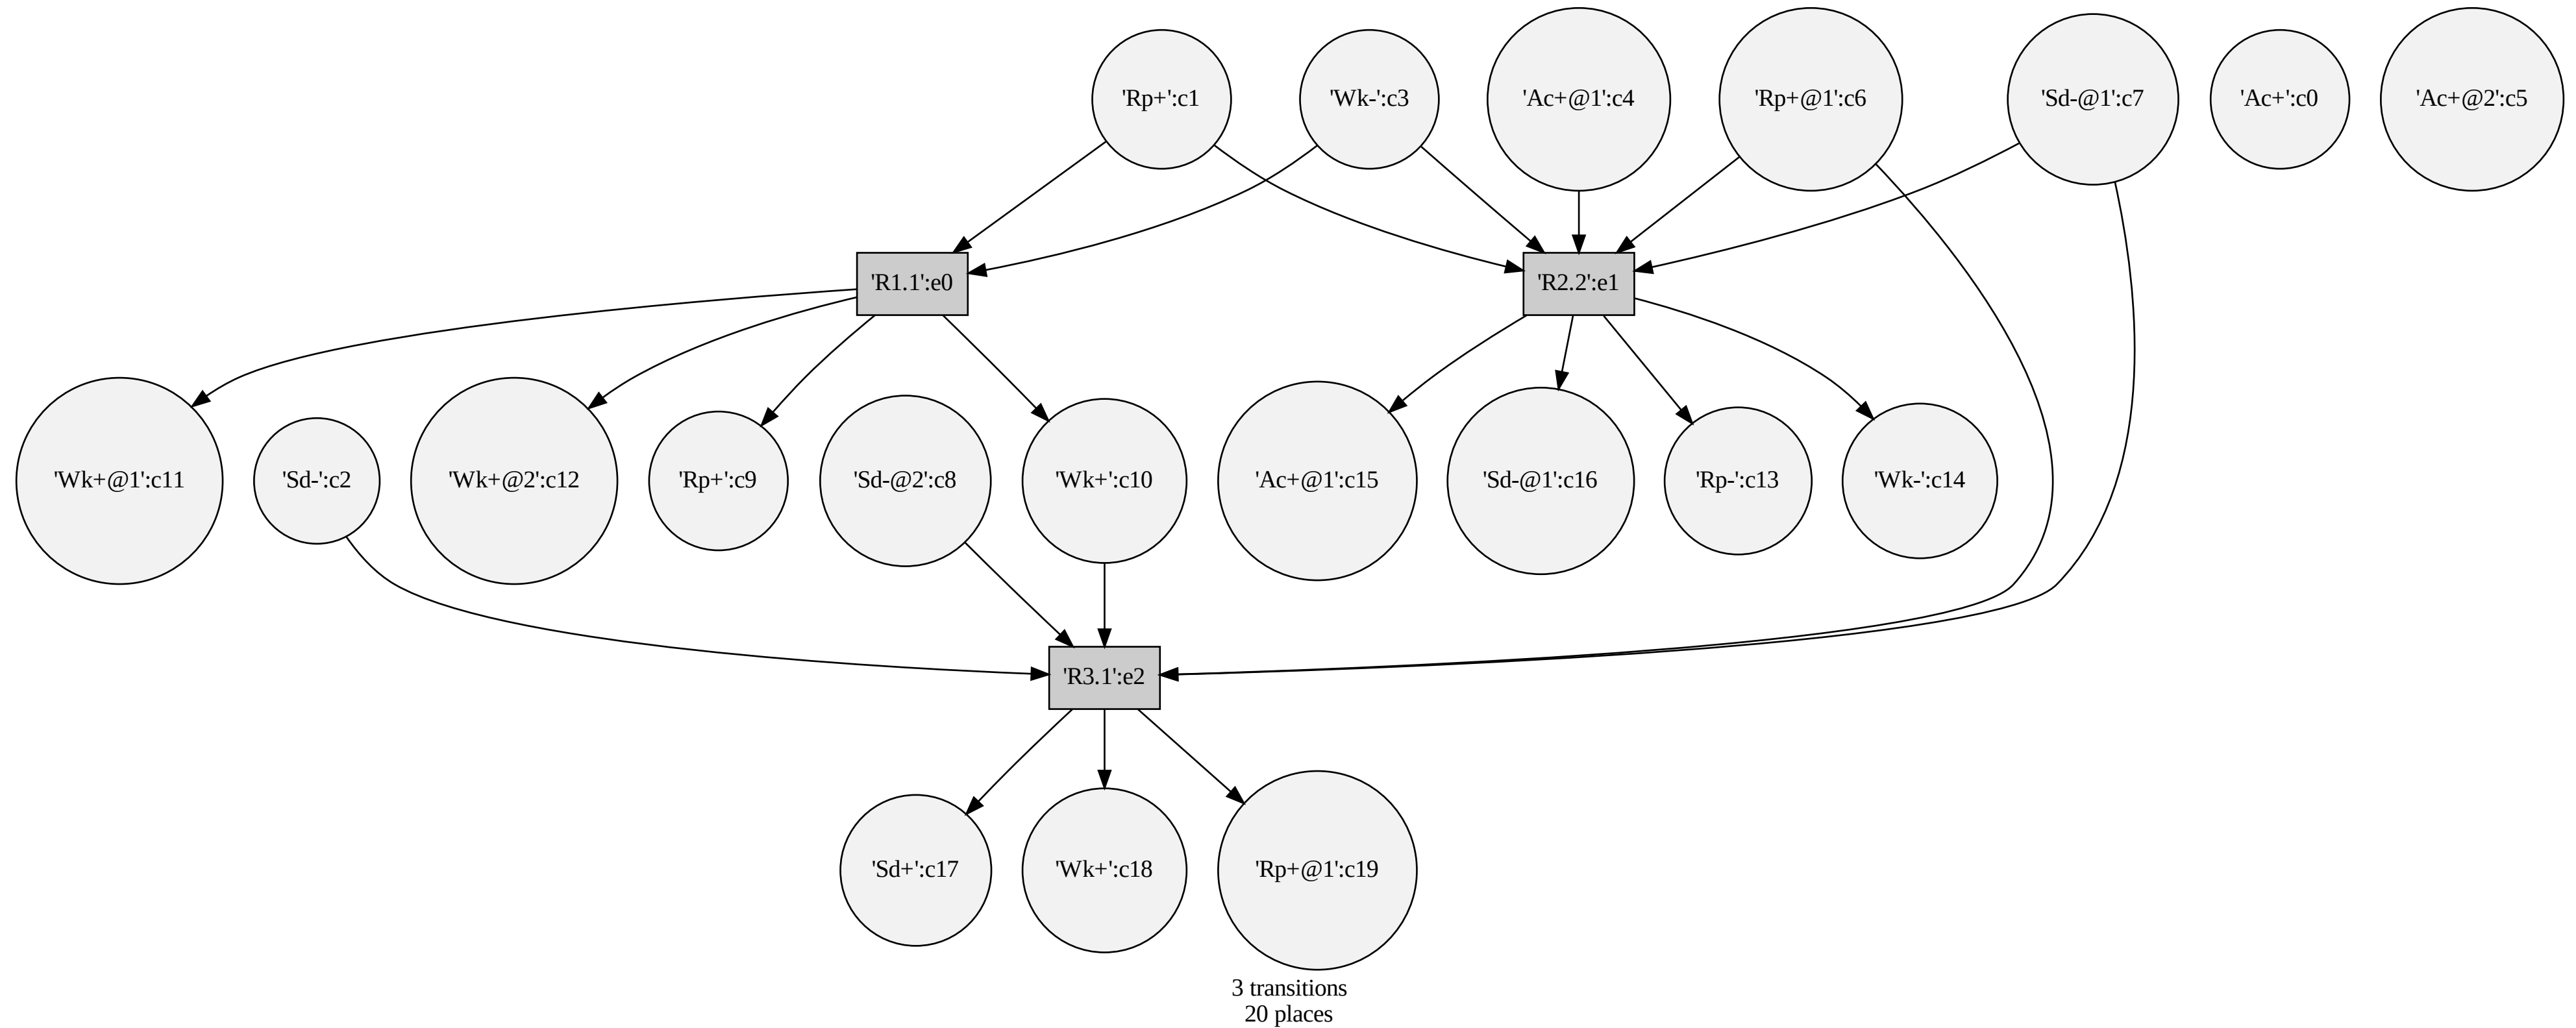 'Rp+':c1
'Wk-':c3
'Ac+@1':c4
'Rp+@1':c6
'Sd-@1':c7
'Ac+':c0
'Ac+@2':c5
'R1.1':e0
'R2.2':e1
'Wk+@1':c11
'Sd-':c2
'Wk+@2':c12
'Rp+':c9
'Sd-@2':c8
'Wk+':c10
'Ac+@1':c15
'Sd-@1':c16
'Rp-':c13
'Wk-':c14
'R3.1':e2
'Sd+':c17
'Wk+':c18
'Rp+@1':c19
3 transitions
20 places